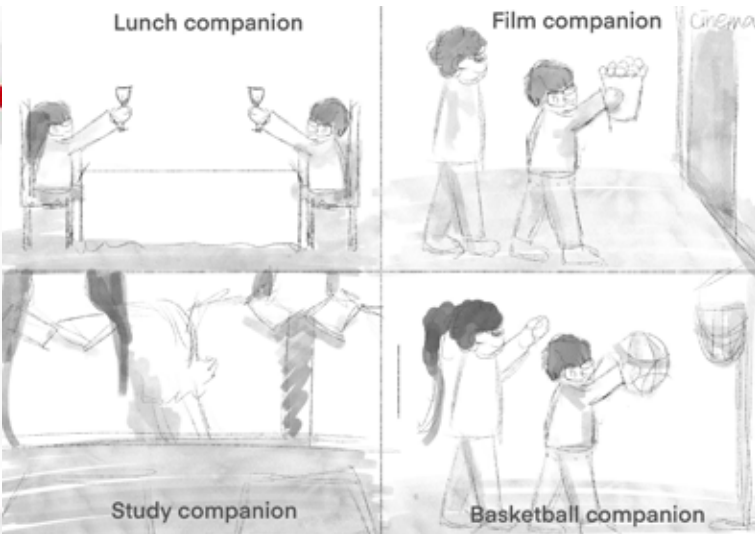 Lunch companion
Film companion
cinema
Study companion
Basketball companion